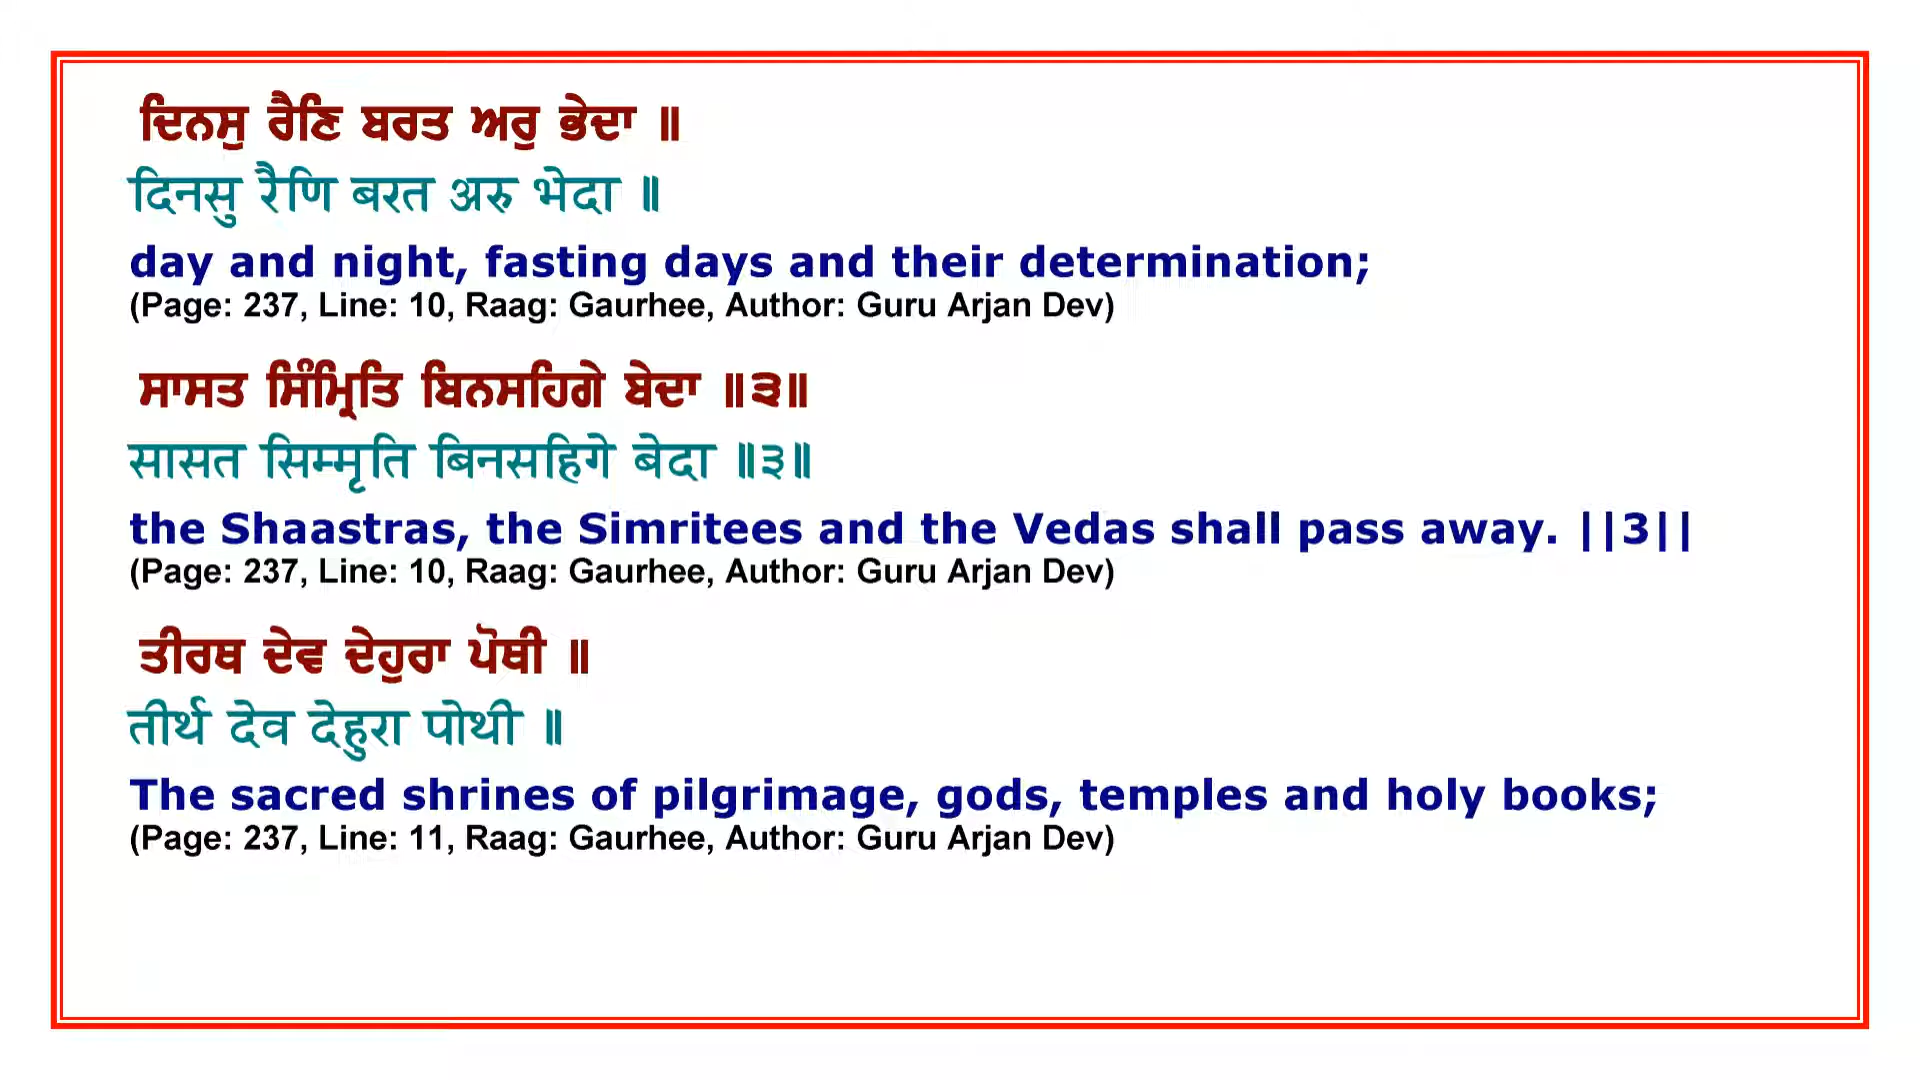 ਦਿਨਸੁ ਰੈਣਿ ਬਰਤ ਅਰੁ ਭੇਦਾ ॥
दिनसु रैणि बरत अरु भेदा ॥
day and night, fasting days and their determination;
(Page: 237, Line: 10, Raag: Gaurhee, Author: Guru Arjan Dev)
ਸਾਸਤ ਸਿੰਮ੍ਰਿਤਿ ਬਿਨਸਹਿਗੇ ਬੇਦਾ ॥੩॥
सासत सिम्मृति बिनसहिगे बेदा ॥३॥
the Shaastras, the Simritees and the Vedas shall pass away. ||3||
(Page: 237, Line: 10, Raag: Gaurhee, Author: Guru Arjan Dev)
ਤੀਰਥ ਦੇਵ ਦੇਹੁਰਾ ਪੋਥੀ ॥
तीर्थ देव देहुरा पोथी ॥
The sacred shrines of pilgrimage, gods, temples and holy books;
(Page: 237, Line: 11, Raag: Gaurhee, Author: Guru Arjan Dev)